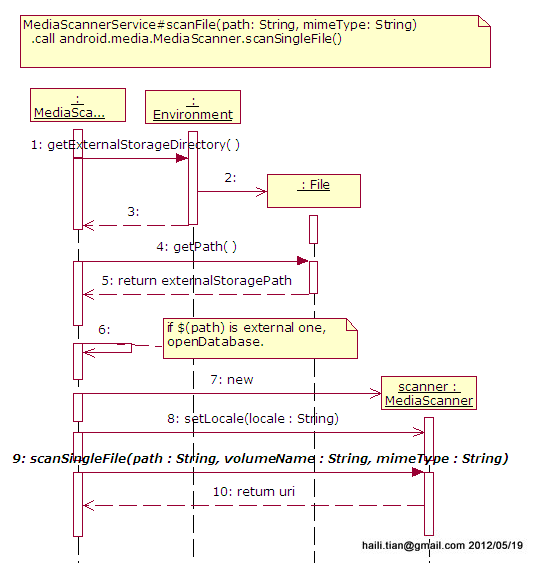 MediaScannerService#scanFile(path: String, mimeType: String)
.call android.media.MediaScanner.scanSingleFile()
 :
MediaSca...
 :
Environment
1: getExternalStorageDirectory( )
2:
 : File
3:
4: getPath( )
5: return externalStoragePath
6:
if $(path) is external one,
openDatabase.
7: new
scanner :
MediaScanner
8: setLocale(locale : String)
9: scanSingleFile(path : String, volumeName : String, mimeType : String)
10: return uri
haili.tian@gmail.com 2012/05/19